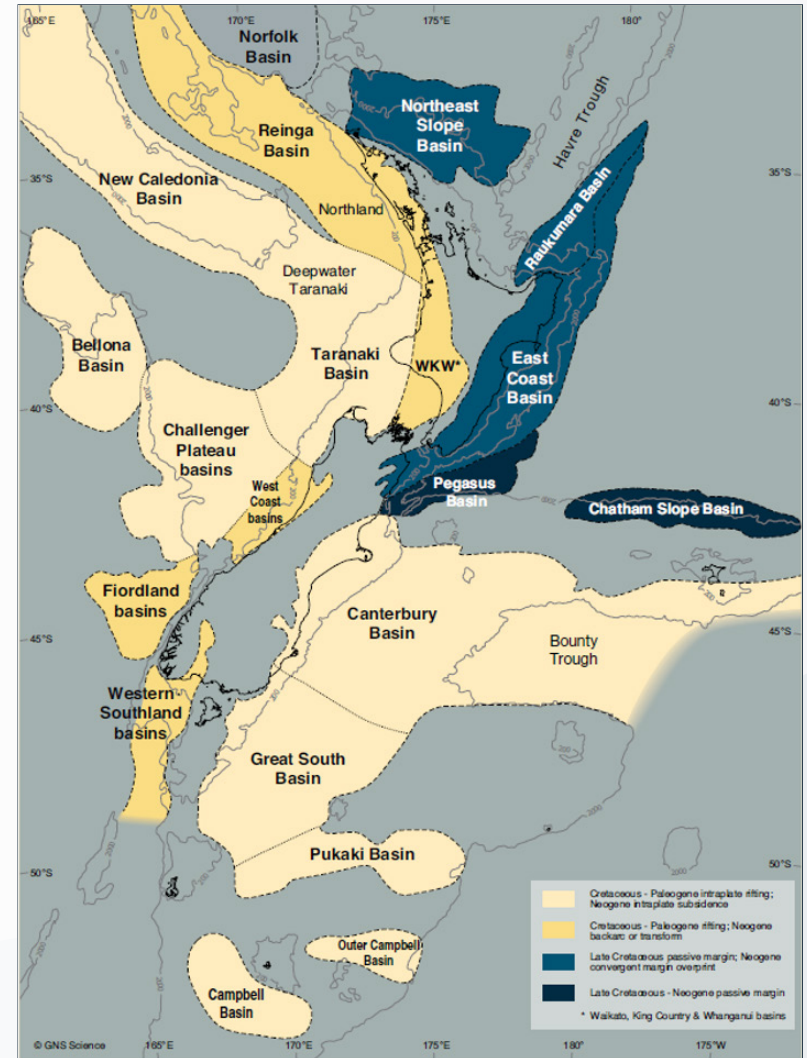 165°E
170°E
175°E
180°
Norfolk
Basin
Northeast
Slope
Basin
Havre Trough
Reinga
Basin
35°S
35°S
New Caledonia
Basin
Northland
Raukumara Basin
Deepwater
Taranaki
Bellona
Basin
Taranaki
Basin
WKW*
East
Coast
Basin
40°S
40°S
Challenger
Plateau
basins
West
Coast
basins
Pegasus
Basin
Chatham Slope Basin
Fiordland
basins
Canterbury
Basin
45°S
45°S
Bounty
Trough
Western
Southland
basins
Great South
Basin
Pukaki Basin
50°S
50°S
Outer Campbell
Basin
Campbell
Basin
Cretaceous - Paleogene intraplate rifting;
Neogene intraplate subsidence
Cretaceous - Paleogene rifting; Neogene
backarc or transform
Late Cretaceous passive margin; Neogene
convergent margin overprint
Late Cretaceous - Neogene passive margin
* Waikato, King Country & Whanganui basins
© GNS Science
165°E
170°E
175°E
180°
175°W